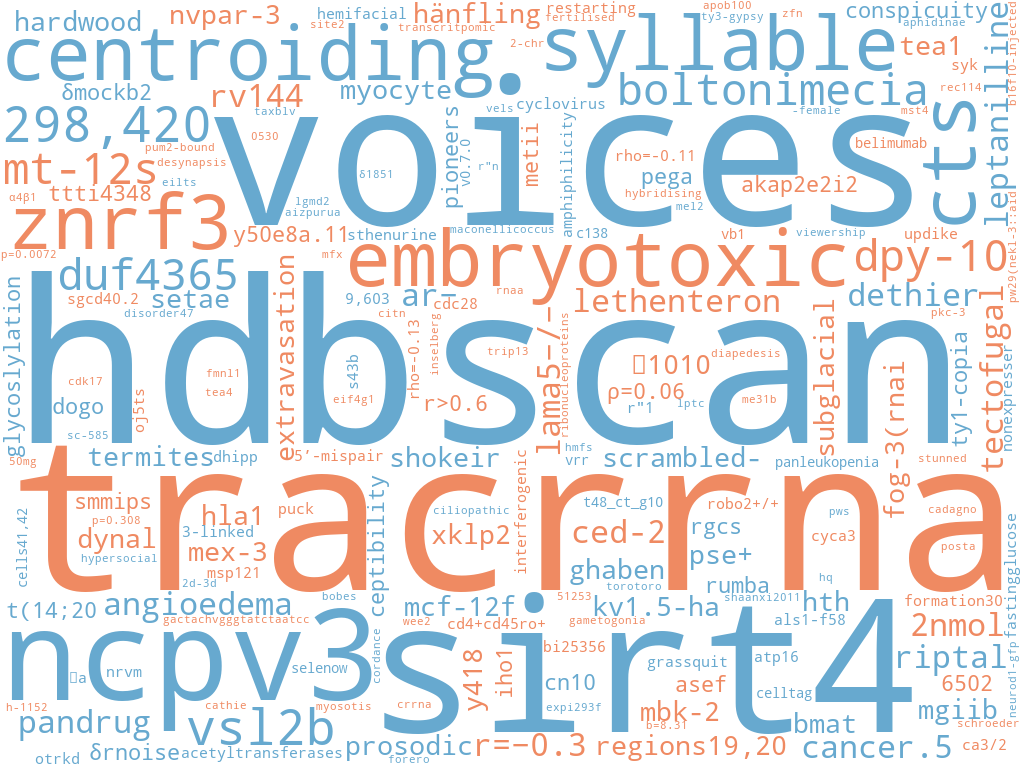 hardwood
nvpar-3
hemifacial
site2
hänfling
transcritpomic
restarting
fertilised
apob100
ty3-gypsy
zfn
conspicuity
aphidinae
b16f10-injected
centroiding
2-chr
syllable
tea1
syk
leptanilline
δmockb2
rv144
myocyte
vels
cyclovirus
boltonimecia
-female
mst4
rec114
298,420
taxblv
0530
voices
pioneers
v0.7.0
r"n
metii
amphiphilicity
rho=-0.11
belimumab
cts
pum2-bound
desynapsis
mt-12s
eilts
δ1851
pega
akap2e2i2
hybridising
mel2
α4β1
ttti4348
lgmd2
aizpurua
znrf3
y50e8a.11
sthenurine
maconellicoccus
c138
vb1
viewership
updike
p=0.0072
mfx
embryotoxic
dpy-10
pw29(nekl-3::aid
duf4365
sgcd40.2
setae
disorder47
9,603
ar−
cdc28
rnaa
citn
lethenteron
dethier
pkc-3
glycoslylation
extravasation
hdbscan
rho=-0.13
inselberg
trip13
lama5-/-
ribonucleoproteins
diapedesis
1010
ρ=0.06
subglacial
ty1-copia
tectofugal
nonexpresser
cdk17
fmnl1
tea4
s43b
eif4g1
r>0.6
r"1
lptc
me31b
fog-3(rnai
dogo
oj5ts
sc-585
50mg
termites
dhipp
5′-mispair
shokeir
hmfs
vrr
scrambled-
panleukopenia
stunned
tracrrna
smmips
p=0.308
hla1
puck
ceptibility
ciliopathic
interferogenic
t48_ct_g10
robo2+/+
pws
cadagno
cells41,42
dynal
3-linked
xklp2
ced-2
rgcs
cyca3
posta
hypersocial
mex-3
msp121
pse+
fastingglucose
2d-3d
ghaben
torotoro
rumba
hq
bobes
t(14;20
angioedema
mcf-12f
51253
kv1.5-ha
shaanxi2011
hth
formation30
gactachvgggtatctaatcc
wee2
cd4+cd45ro+
gametogonia
als1-f58
2nmol
ncpv3
cordance
sirt4
y418
iho1
bi25356
grassquit
atp16
riptal
neurod1-gfp
a
nrvm
selenow
cn10
asef
celltag
6502
h-1152
cathie
myosotis
crrna
expi293f
mbk-2
mgiib
pandrug
vsl2b
b=8.31
bmat
schroeder
otrkd
δrnoise
acetyltransferases
prosodic
forero
r=−0.3
regions19,20
cancer.5
ca3/2